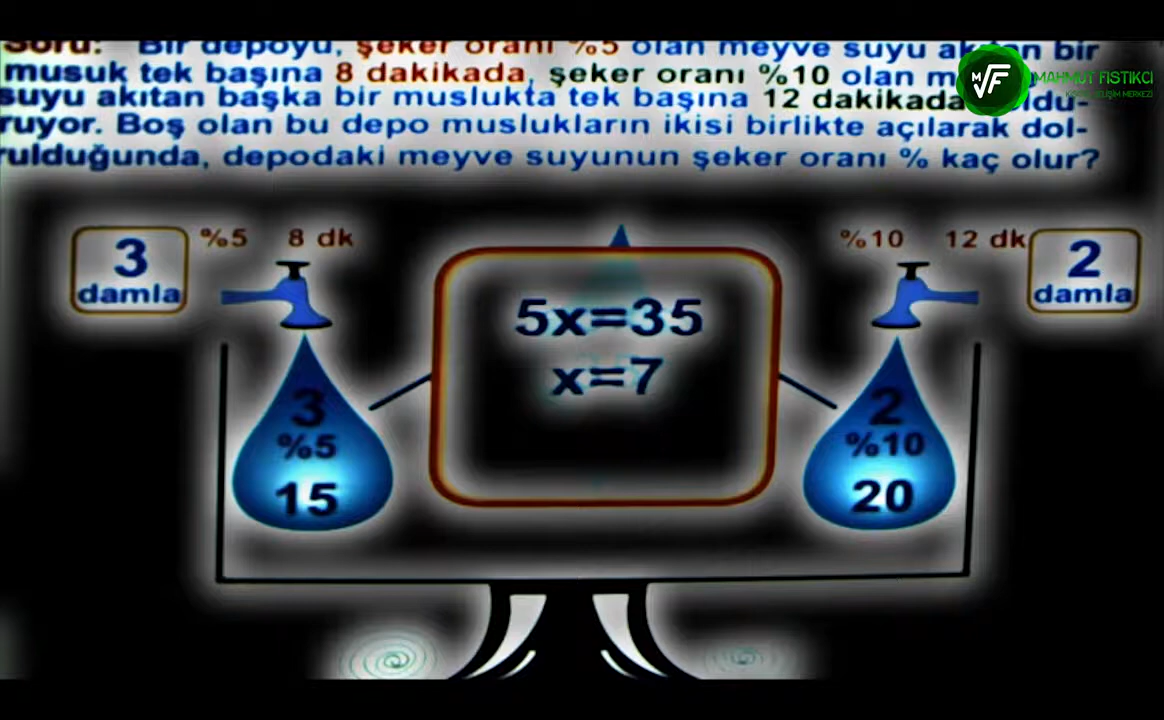 Soru: Bir depoyu, şeker oranı %5 olan meyve suyu akıtan bir
musuk tek başına 8 dakikada, şeker oranı %10 olan
suyu akıtan başka bir muslukta tek başına 12 dakikada
ruyor. Boş olan bu depo muslukların ikisi birlikte açılarak dol-
rulduğunda, depodaki meyve suyunun şeker oranı % kaç olur?
MVF
MAHMUT FISTIKCI
3
damla
%5 8 dk
%10 12 dk
2
damla
5x=35
x=7
3
%5
15
2
%10
20